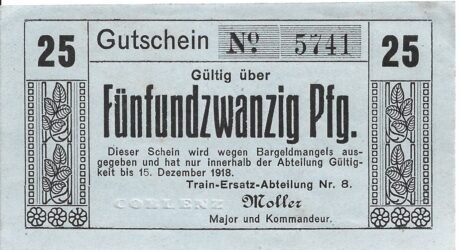 25 Gutschein No 5741 25
Gültig über
Fünfundzwanzig Pfg.
Dieser Schein wird wegen Bargeldmangels aus-
gegeben und hat nur innerhalb der Abteilung Gültig-
keit bis 15. Dezember 1918.
Train-Ersatz-Abteilung Nr. 8.
COBLENZ Moller
Major und Kommandeur.